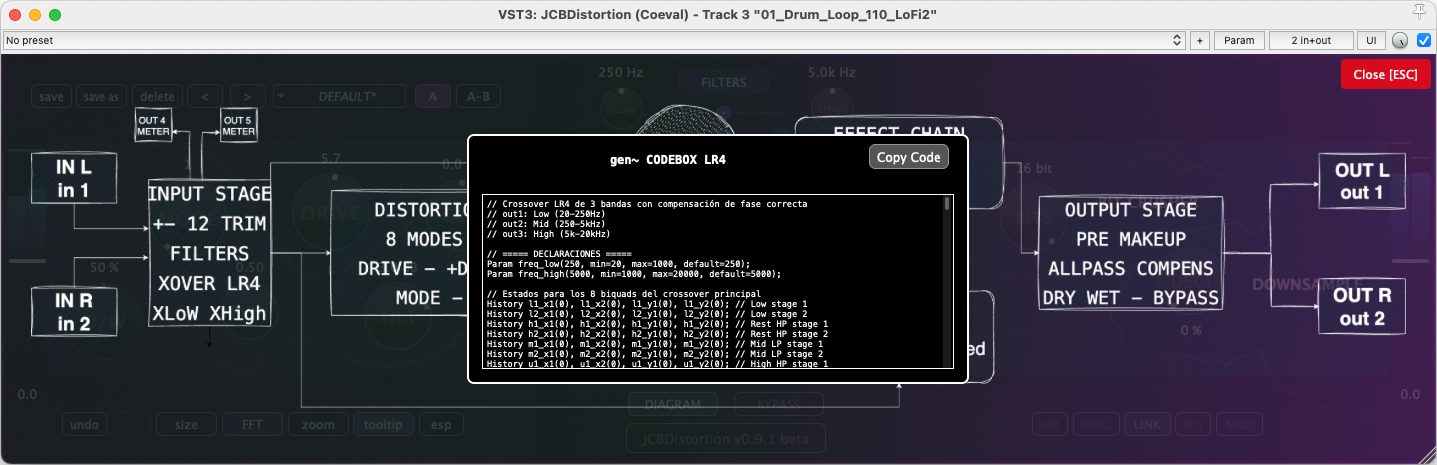 VST3: JCBDistortion (Coeval) - Track 3 "01_Drum_Loop_110_LoFi2"
No preset
+
Param
2 in+out
UI
Close [ESC]
250 Hz
FILTERS
5.0k Hz
save
save as
delete
<
>
DEFAULT*
A
A-B
XLow
XHigh
OUT 4
METER
OUT 5
METER
EFFECT CHAIN
IN L
in 1
5.7
0.0
16 bit
OUT L
out 1
INPUT STAGE
+- 12 TRIM
FILTERS
XOVER LR4
XLoW XHigh
DISTORTIO
8 MODES
DRIVE - +D
MODE -
DRIVE
50 %
0.50
TILT
gen~ CODEBOX LR4
Copy Code
// Crossover LR4 de 3 bandas con compensación de fase correcta
// out1: Low (20-250Hz)
// out2: Mid (250-5kHz)
// out3: High (5k-20kHz)
// ===== DECLARACIONES =====
Param freq_low(250, min=20, max=1000, default=250);
Param freq_high(5000, min=1000, max=20000, default=5000);
// Estados para los 8 biquads del crossover principal
History l1_x1(0), l1_x2(0), l1_y1(0), l1_y2(0); // Low stage 1
History l2_x1(0), l2_x2(0), l2_y1(0), l2_y2(0); // Low stage 2
History h1_x1(0), h1_x2(0), h1_y1(0), h1_y2(0); // Rest HP stage 1
History h2_x1(0), h2_x2(0), h2_y1(0), h2_y2(0); // Rest HP stage 2
History m1_x1(0), m1_x2(0), m1_y1(0), m1_y2(0); // Mid LP stage 1
History m2_x1(0), m2_x2(0), m2_y1(0), m2_y2(0); // Mid LP stage 2
History u1_x1(0), u1_x2(0), u1_y1(0), u1_y2(0); // High HP stage 1
OUTPUT STAGE
PRE MAKEUP
ALLPASS COMPENS
DRY WET - BYPASS
DOWNSAMPLE
0 %
IN R
in 2
OUT R
out 2
ed
0.0
0.0
DIAGRAM
BYPASS
undo
size
FFT
zoom
tooltip
esp
JCBDistortion v0.9.1 beta
HQ
DUAL
LINK
M/S
MIDI